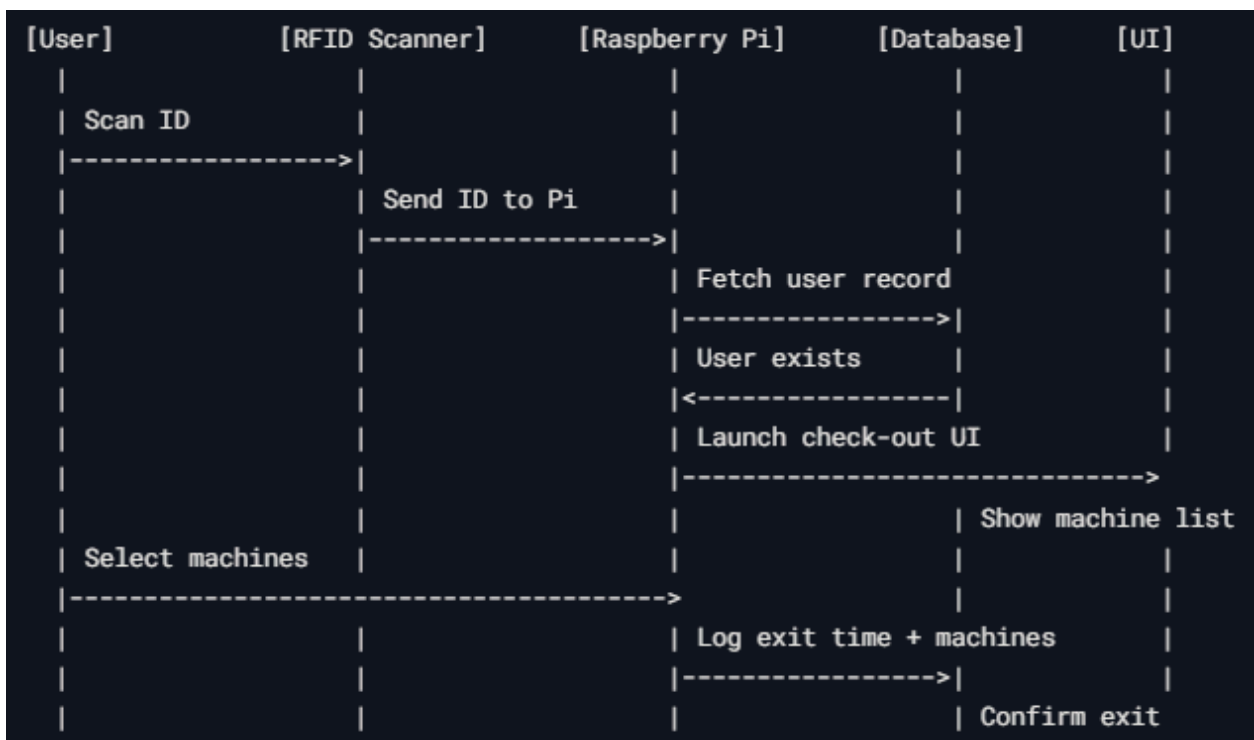 [User]           [RFID Scanner]      [Raspberry Pi]      [Database]      [UI]
  |                   |                    |                  |             |
  | Scan ID           |                    |                  |             |
  |------------------>|                    |                  |             |
  |                   | Send ID to Pi      |                  |             |
  |                   |------------------->|                  |             |
  |                   |                    | Fetch user record              |
  |                   |                    |----------------->|             |
  |                   |                    | User exists      |             |
  |                   |                    |<-----------------|             |
  |                   |                    | Launch check-out UI            |
  |                   |                    |------------------------------->
  |                   |                    |                  | Show machine list
  | Select machines   |                    |                  |             |
  |---------------------------------------->                  |             |
  |                   |                    | Log exit time + machines       |
  |                   |                    |----------------->|             |
  |                   |                    |                  | Confirm exit